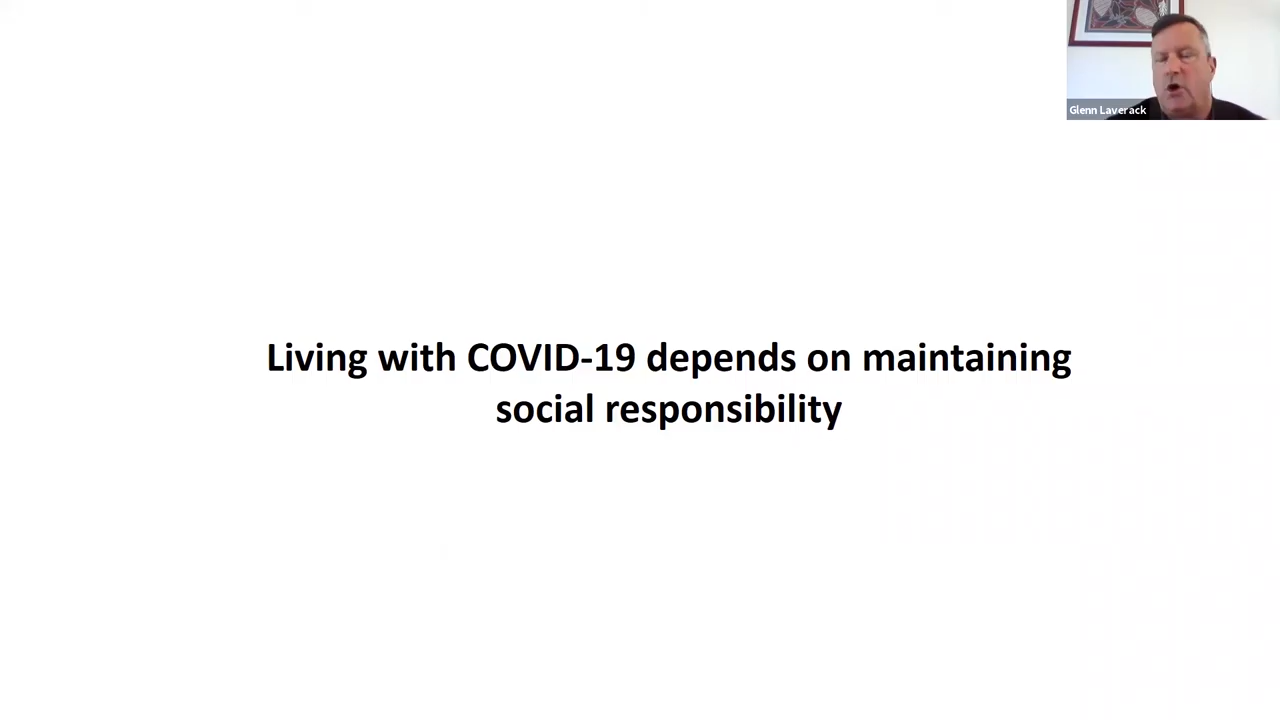 Glenn Laverack
Living with COVID-19 depends on maintaining
social responsibility